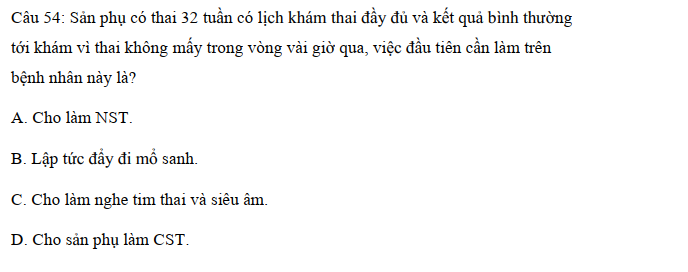 Câu 54: Sản phụ có thai 32 tuần có lịch khám thai đầy đủ và kết quả bình thường
tới khám vì thai không mấy trong vòng vài giờ qua, việc đầu tiên cần làm trên
bệnh nhân này là?
A. Cho làm NST.
B. Lập tức đẩy đi mổ sanh.
C. Cho làm nghe tim thai và siêu âm.
D. Cho sản phụ làm CST.